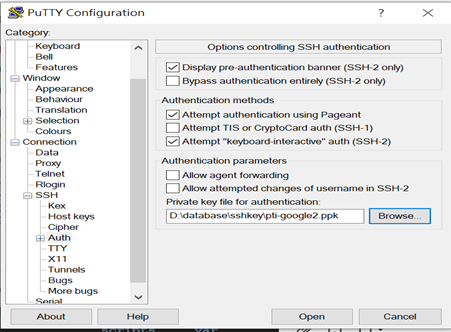 PuTTY Configuration
?
Category:
Keyboard
Bell
Features
Window
Appearance
Behaviour
Translation
Selection
Colours
Connection
Data
Proxy
Telnet
Rlogin
SSH
Kex
Host keys
Cipher
Auth
TTY
X11
Tunnels
Bugs
More bugs
Serial
Options controlling SSH authentication
Display pre-authentication banner (SSH-2 only)
Bypass authentication entirely (SSH-2 only)
Authentication methods
Attempt authentication using Pageant
Attempt TIS or CryptoCard auth (SSH-1)
Attempt "keyboard-interactive" auth (SSH-2)
Authentication parameters
Allow agent forwarding
Allow attempted changes of username in SSH-2
Private key file for authentication:
D:\database\sshkey\pti-google2.ppk
Browse...
About
Help
Open
Cancel